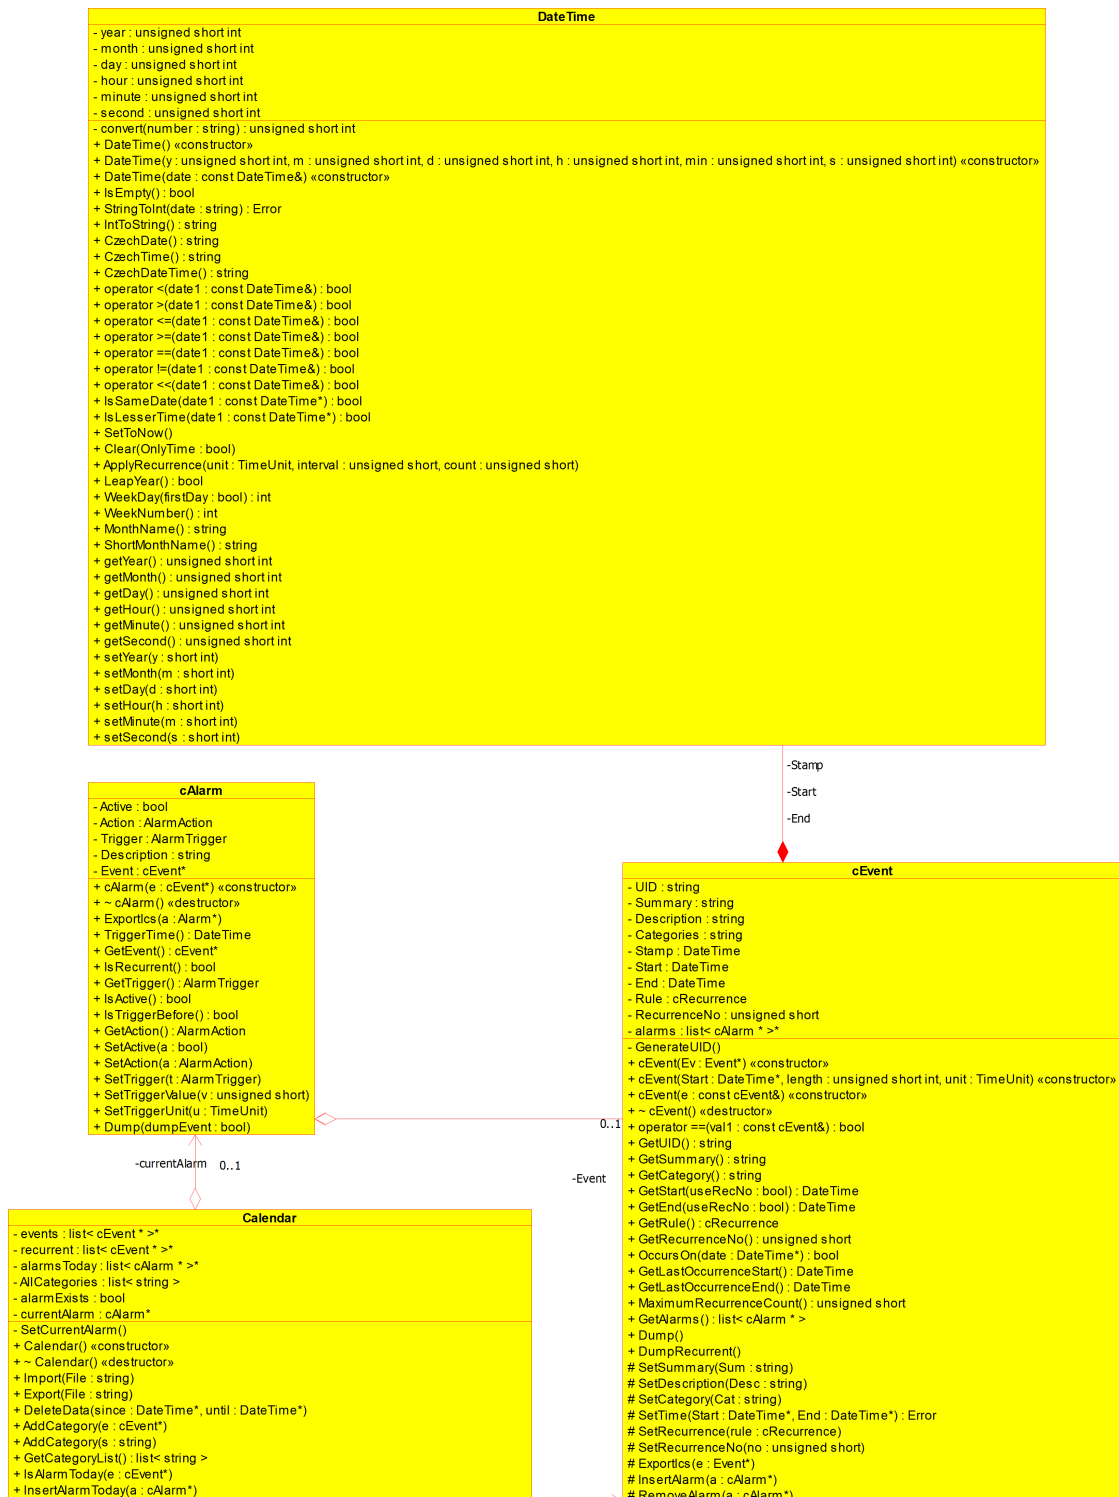 DateTime
- year : unsigned short int
- month : unsigned short int
- day : unsigned short int
- hour : unsigned short int
- minute : unsigned short int
- second : unsigned short int
- convert(number : string) : unsigned short int
+ DateTime() «constructor»
+ DateTime(y : unsigned short int, m : unsigned short int, d : unsigned short int, h : unsigned short int, min : unsigned short int, s : unsigned short int) «constructor»
+ DateTime(date : const DateTime&) «constructor»
+ IsEmpty() : bool
+ StringToInt(date : string) : Error
+ IntToString() : string
+ CzechDate() : string
+ CzechTime() : string
+ CzechDateTime() : string
+ operator <(date1 : const DateTime&) : bool
+ operator >(date1 : const DateTime&) : bool
+ operator <=(date1 : const DateTime&) : bool
+ operator >=(date1 : const DateTime&) : bool
+ operator ==(date1 : const DateTime&) : bool
+ operator !=(date1 : const DateTime&) : bool
+ operator <<(date1 : const DateTime&) : bool
+ IsSameDate(date1 : const DateTime*) : bool
+ IsLesserTime(date1 : const DateTime*) : bool
+ SetToNow()
+ Clear(OnlyTime : bool)
+ ApplyRecurrence(unit : TimeUnit, interval : unsigned short, count : unsigned short)
+ LeapYear() : bool
+ WeekDay(firstDay : bool) : int
+ WeekNumber() : int
+ MonthName() : string
+ ShortMonthName() : string
+ getYear() : unsigned short int
+ getMonth() : unsigned short int
+ getDay() : unsigned short int
+ getHour() : unsigned short int
+ getMinute() : unsigned short int
+ getSecond() : unsigned short int
+ setYear(y : short int)
+ setMonth(m : short int)
+ setDay(d : short int)
+ setHour(h : short int)
+ setMinute(m : short int)
+ setSecond(s : short int)
-Stamp
-Start
-End
cAlarm
- Active : bool
- Action : AlarmAction
- Trigger : AlarmTrigger
- Description : string
- Event : cEvent*
+ cAlarm(e : cEvent*) «constructor»
+ ~ cAlarm() «destructor»
+ ExportIcs(a : Alarm*)
+ TriggerTime() : DateTime
+ GetEvent() : cEvent*
+ IsRecurrent() : bool
+ GetTrigger() : AlarmTrigger
+ IsActive() : bool
+ IsTriggerBefore() : bool
+ GetAction() : AlarmAction
+ SetActive(a : bool)
+ SetAction(a : AlarmAction)
+ SetTrigger(t : AlarmTrigger)
+ SetTriggerValue(v : unsigned short)
+ SetTriggerUnit(u : TimeUnit)
+ Dump(dumpEvent : bool)
0..1
-Event
-currentAlarm 0..1
cEvent
- UID : string
- Summary : string
- Description : string
- Categories : string
- Stamp : DateTime
- Start : DateTime
- End : DateTime
- Rule : cRecurrence
- RecurrenceNo : unsigned short
- alarms : list< cAlarm * >*
- GenerateUID()
+ cEvent(Ev : Event*) «constructor»
+ cEvent(Start : DateTime*, length : unsigned short int, unit : TimeUnit) «constructor»
+ cEvent(e : const cEvent&) «constructor»
+ ~ cEvent() «destructor»
+ operator ==(val1 : const cEvent&) : bool
+ GetUID() : string
+ GetSummary() : string
+ GetCategory() : string
+ GetStart(useRecNo : bool) : DateTime
+ GetEnd(useRecNo : bool) : DateTime
+ GetRule() : cRecurrence
+ GetRecurrenceNo() : unsigned short
+ OccursOn(date : DateTime*) : bool
+ GetLastOccurrenceStart() : DateTime
+ GetLastOccurrenceEnd() : DateTime
+ MaximumRecurrenceCount() : unsigned short
+ GetAlarms() : list< cAlarm * >
+ Dump()
+ DumpRecurrent()
# SetSummary(Sum : string)
# SetDescription(Desc : string)
# SetCategory(Cat : string)
# SetTime(Start : DateTime*, End : DateTime*) : Error
# SetRecurrence(rule : cRecurrence)
# SetRecurrenceNo(no : unsigned short)
# ExportIcs(e : Event*)
# InsertAlarm(a : cAlarm*)
# RemoveAlarm(a : cAlarm*)
Calendar
- events : list< cEvent * >*
- recurrent : list< cEvent * >*
- alarmsToday : list< cAlarm * >*
- AllCategories : list< string >
- alarmExists : bool
- currentAlarm : cAlarm*
- SetCurrentAlarm()
+ Calendar() «constructor»
+ ~ Calendar() «destructor»
+ Import(File : string)
+ Export(File : string)
+ DeleteData(since : DateTime*, until : DateTime*)
+ AddCategory(e : cEvent*)
+ AddCategory(s : string)
+ GetCategoryList() : list< string >
+ IsAlarmToday(e : cEvent*)
+ InsertAlarmToday(a : cAlarm*)